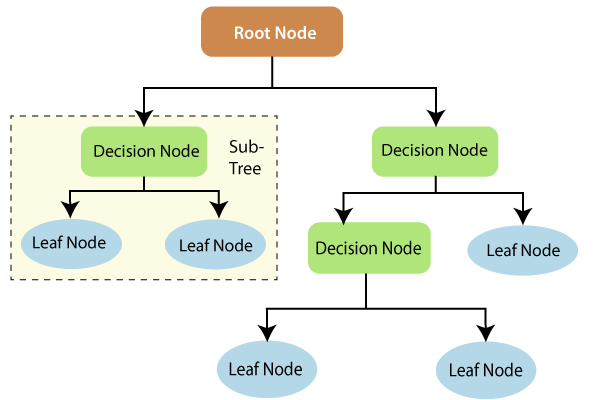 Root Node
Decision Node
Sub-
Tree
Decision Node
Leaf Node
Leaf Node
Decision Node
Leaf Node
Leaf Node
Leaf Node